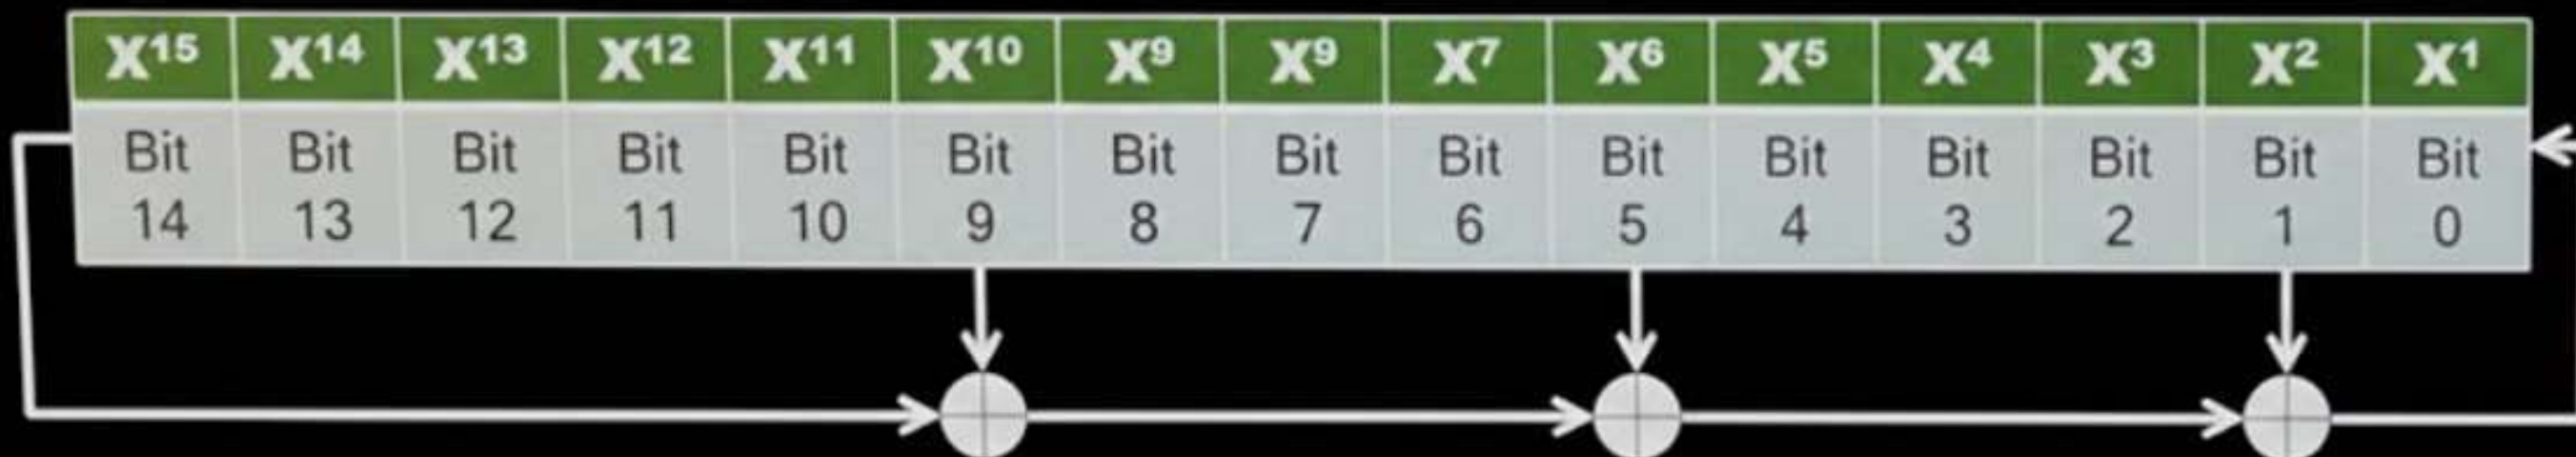 X¹⁵ X¹⁴ X¹³ X¹² X¹¹ X¹⁰ X⁹ X⁹ X⁷ X⁶ X⁵ X⁴ X³ X² X¹
Bit Bit Bit Bit Bit Bit Bit Bit Bit Bit Bit Bit Bit Bit Bit
14 13 12 11 10 9 8 7 6 5 4 3 2 1 0